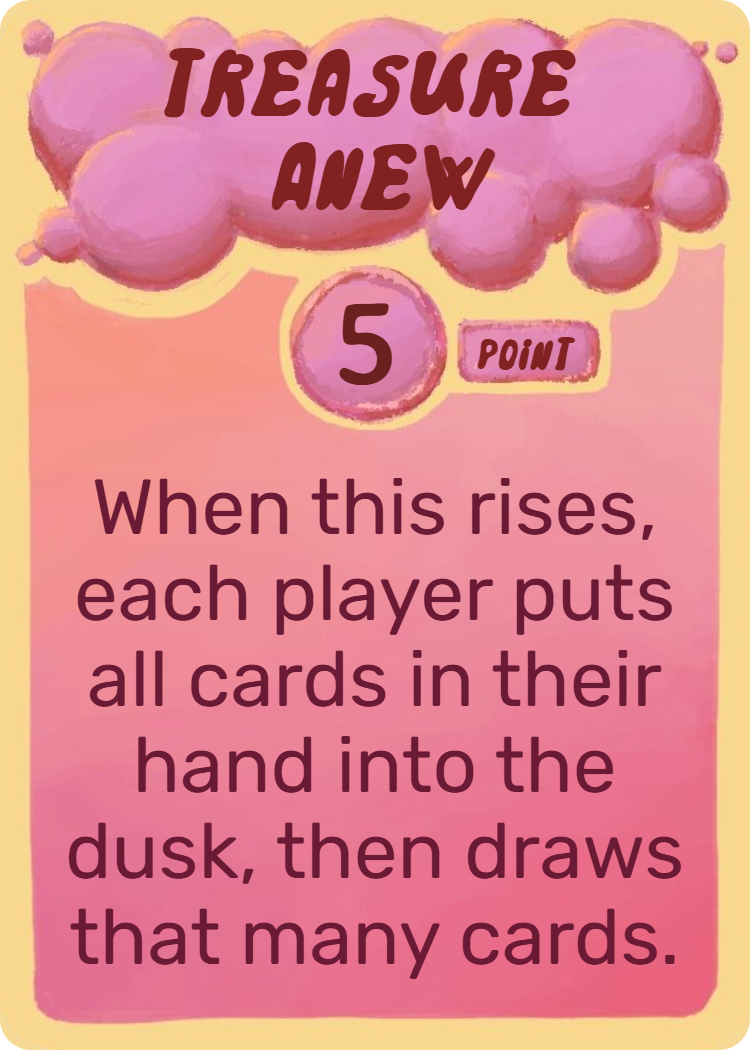 TREASURE
ANEW
5
POINT
When this rises,
each player puts
all cards in their
hand into the
dusk, then draws
that many cards.